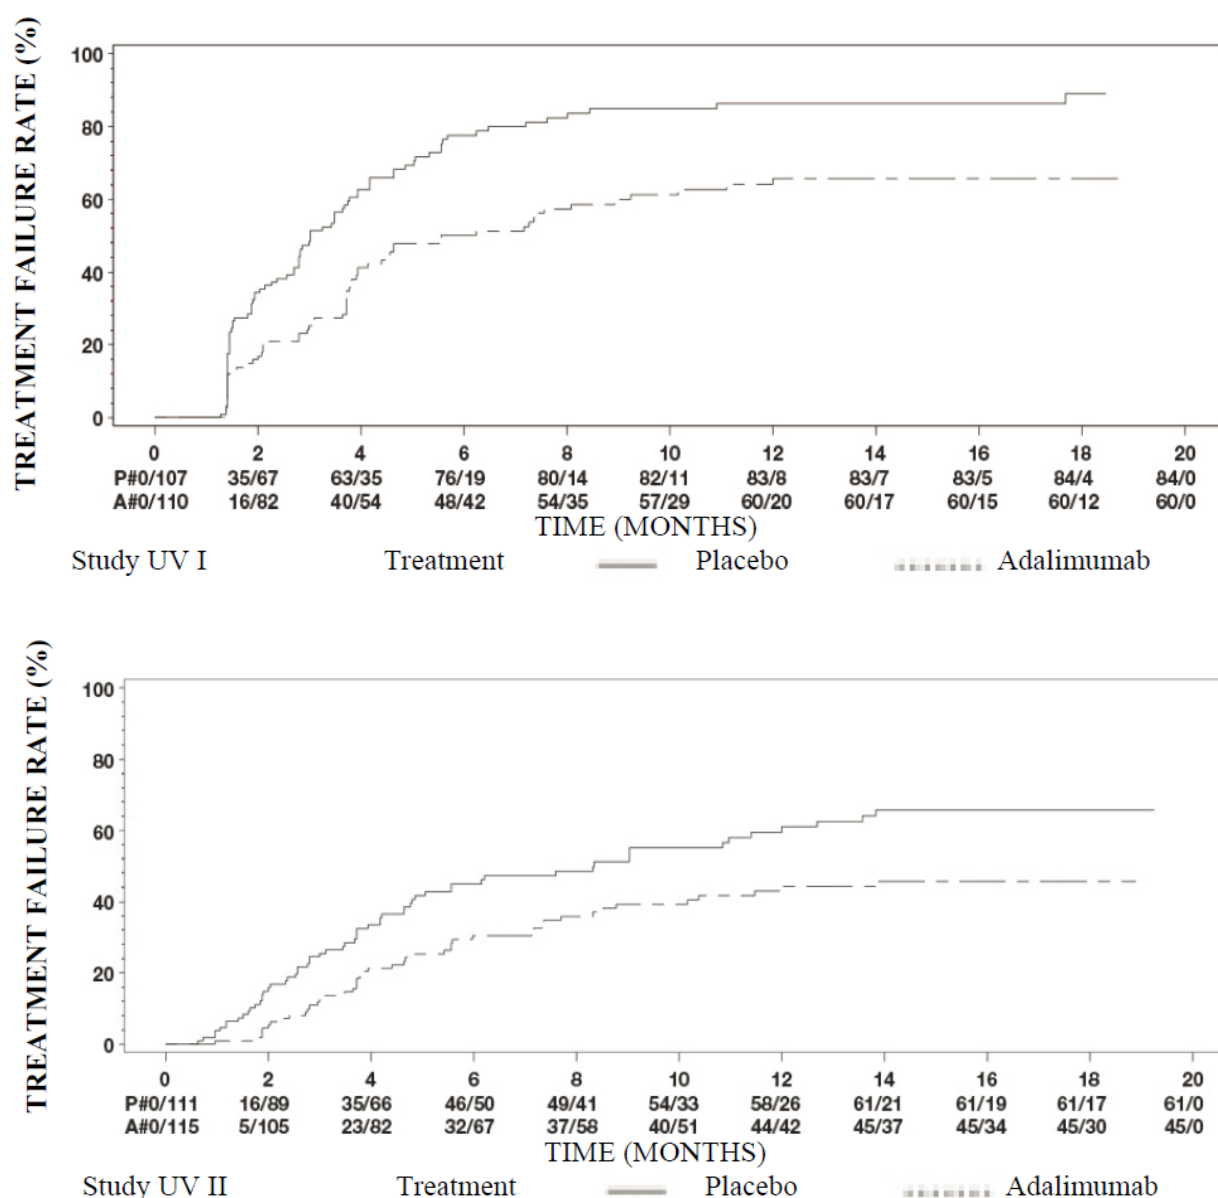 TREATMENT FAILURE RATE (%)
100
80
60
40
20
0
0 2 4 6 8 10 12 14 16 18 20
P#0/107 35/67 63/35 76/19 80/14 82/11 83/8 83/7 83/5 84/4 84/0
A#0/110 16/82 40/54 48/42 54/35 57/29 60/20 60/17 60/15 60/12 60/0
TIME (MONTHS)
Study UV I Treatment Placebo Adalimumab
TREATMENT FAILURE RATE (%)
100
80
60
40
20
0
0 2 4 6 8 10 12 14 16 18 20
P#0/111 16/89 35/66 46/50 49/41 54/33 58/26 61/21 61/19 61/17 61/0
A#0/115 5/105 23/82 32/67 37/58 40/51 44/42 45/37 45/34 45/30 45/0
TIME (MONTHS)
Study UV II Treatment Placebo Adalimumab